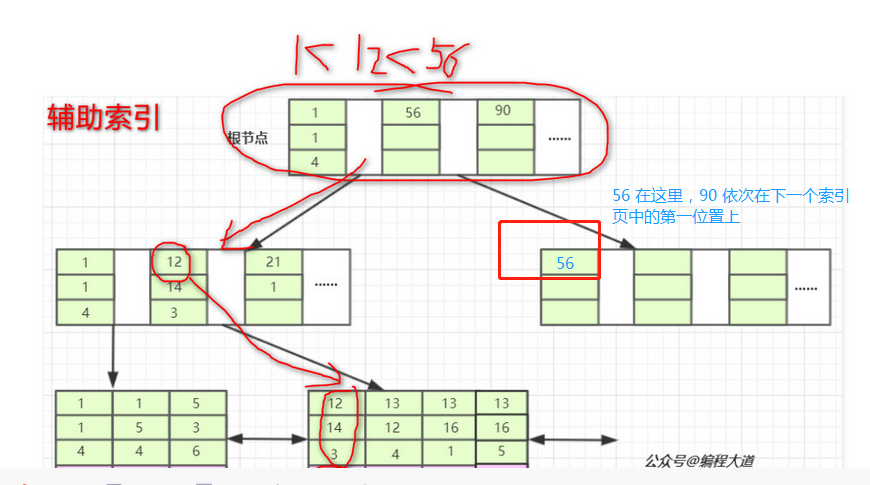 1< 12<56
辅助索引
根节点
1 56 90
1 ......
4
56 在这里，90 依次在下一个索引
页中的第一位置上
1 12 21 56
1 14 1 ...... ......
4 3
1 1 5 12 13 13 13
1 5 3 14 12 16 16
4 4 6 3 4 1 5
公众号@编程大道